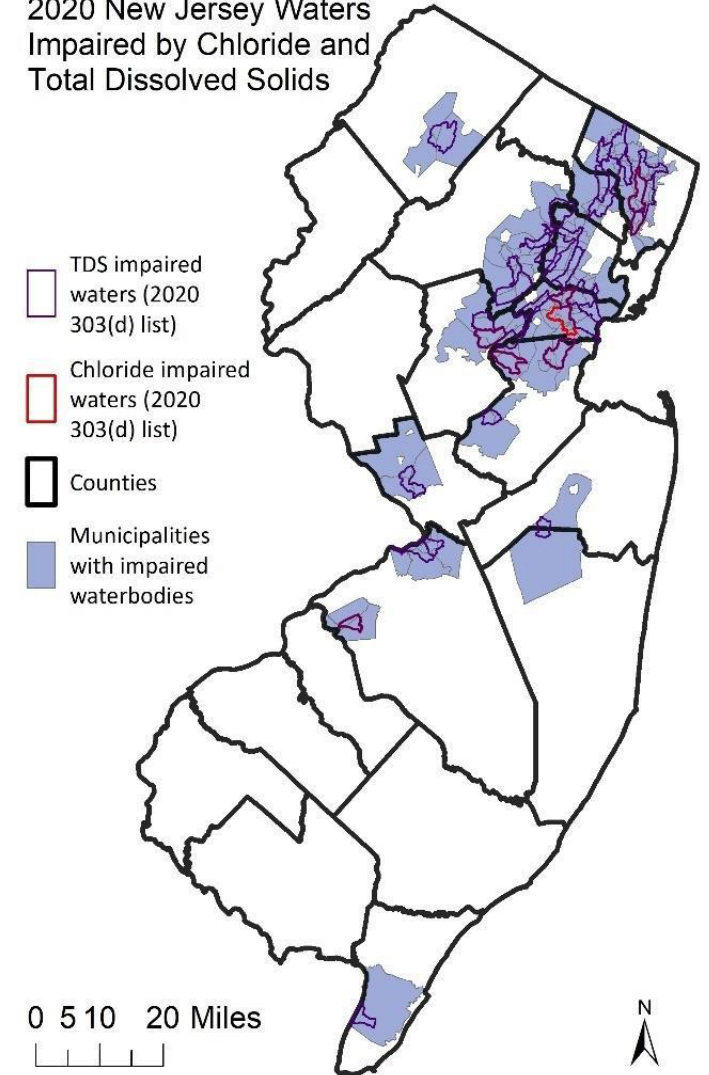 2020 New Jersey Waters
Impaired by Chloride and
Total Dissolved Solids
TDS impaired
waters (2020
303(d) list)
Chloride impaired
waters (2020
303(d) list)
Counties
Municipalities
with impaired
waterbodies
0 5 10 20 Miles
N